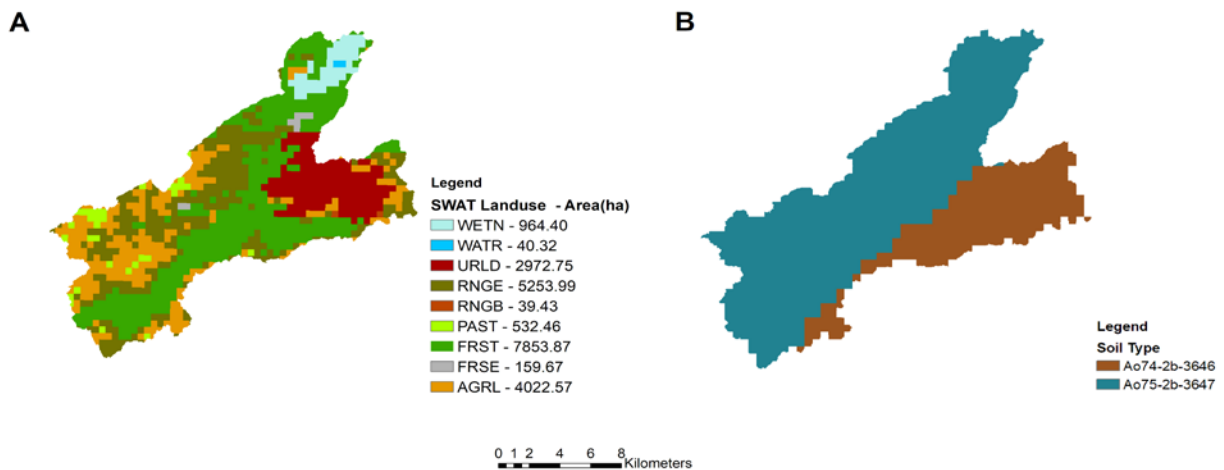 A
B
Legend
SWAT Landuse - Area(ha)
WETN - 964.40
WATR - 40.32
URLD - 2972.75
RNGE - 5253.99
RNGB - 39.43
PAST - 532.46
FRST - 7853.87
FRSE - 159.67
AGRL - 4022.57
Legend
Soil Type
Ao74-2b-3646
Ao75-2b-3647
0 1 2 4 6 8
Kilometers